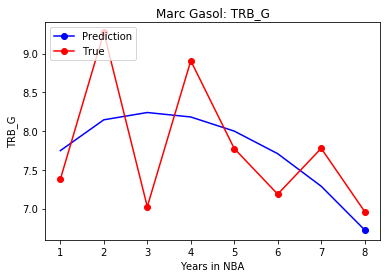 Marc Gasol: TRB_G
Prediction
True
TRB_G
9.0
8.5
8.0
7.5
7.0
1 2 3 4 5 6 7 8
Years in NBA